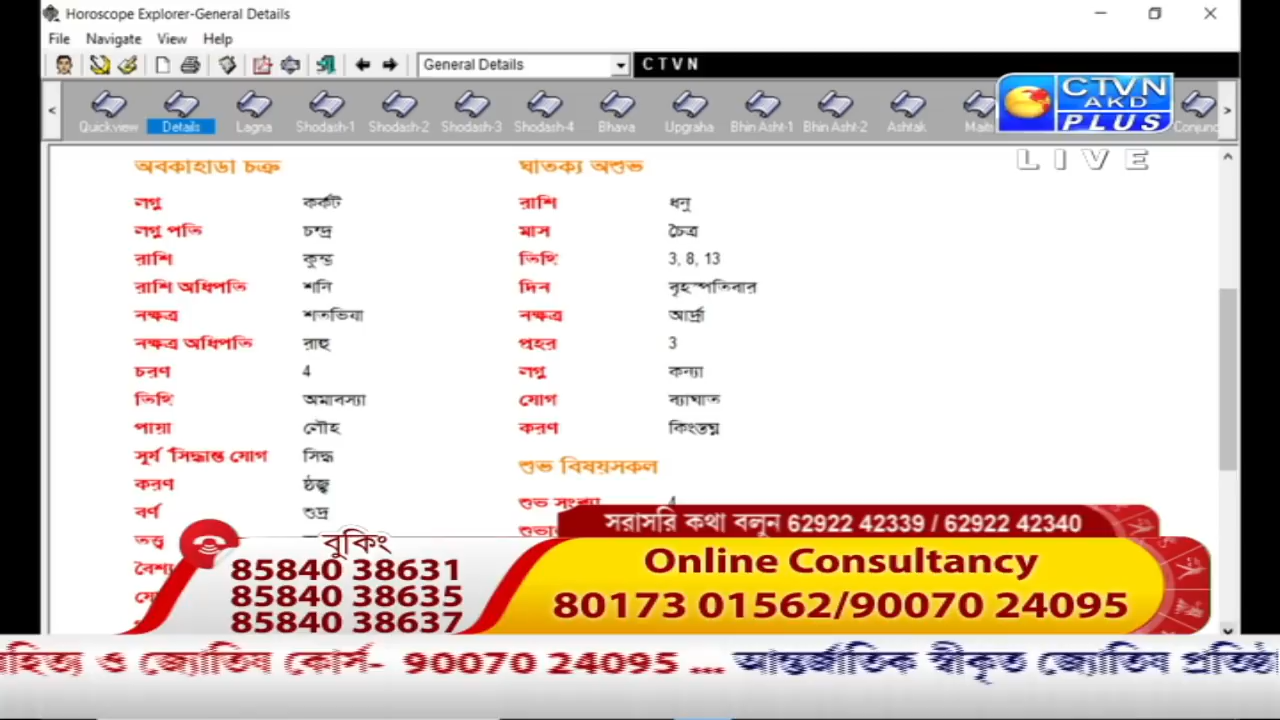 Horoscope Explorer-General Details
File Navigate View Help
General Details
CTVN
Quickview Details Lagna Shodash-1 Shodash-2 Shodash-3 Shodash-4 Bhava Upgraha Bhin Asht-1 Bhin Asht-2 Ashtak
CTVN
AKD
PLUS
LIVE
অবকাহাডা চক্র
লগ্ন কর্কট
লগ্ন পতি চন্দ্র
রাশি কুম্ভ
রাশি অধিপতি শনি
নক্ষত্র শতভিষা
নক্ষত্র অধিপতি রাহু
চরণ 4
তিথি অমাবস্যা
পায়া লৌহ
সূর্য সিদ্ধান্ত যোগ সিদ্ধ
করণ
বর্ণ শুদ্র
তত্ত্ব
ঘাতক্য অশুভ
রাশি ধনু
মাস চৈত্র
তিথি 3, 8, 13
দিন বৃহস্পতিবার
নক্ষত্র আর্দ্রা
প্রহর 3
লগ্ন কন্যা
যোগ ব্যাঘাত
করণ কিংস্তুঘ্ন
শুভ বিষয়সকল
শুভ সংখ্যা 4
সরাসরি কথা বলুন 62922 42339 / 62922 42340
বুকিং
85840 38631
85840 38635
85840 38637
Online Consultancy
80173 01562/90070 24095
ও জ্যোতিষ কোর্স- 90070 24095 ... আন্তর্জাতিক স্বীকৃত জ্যোতিষ